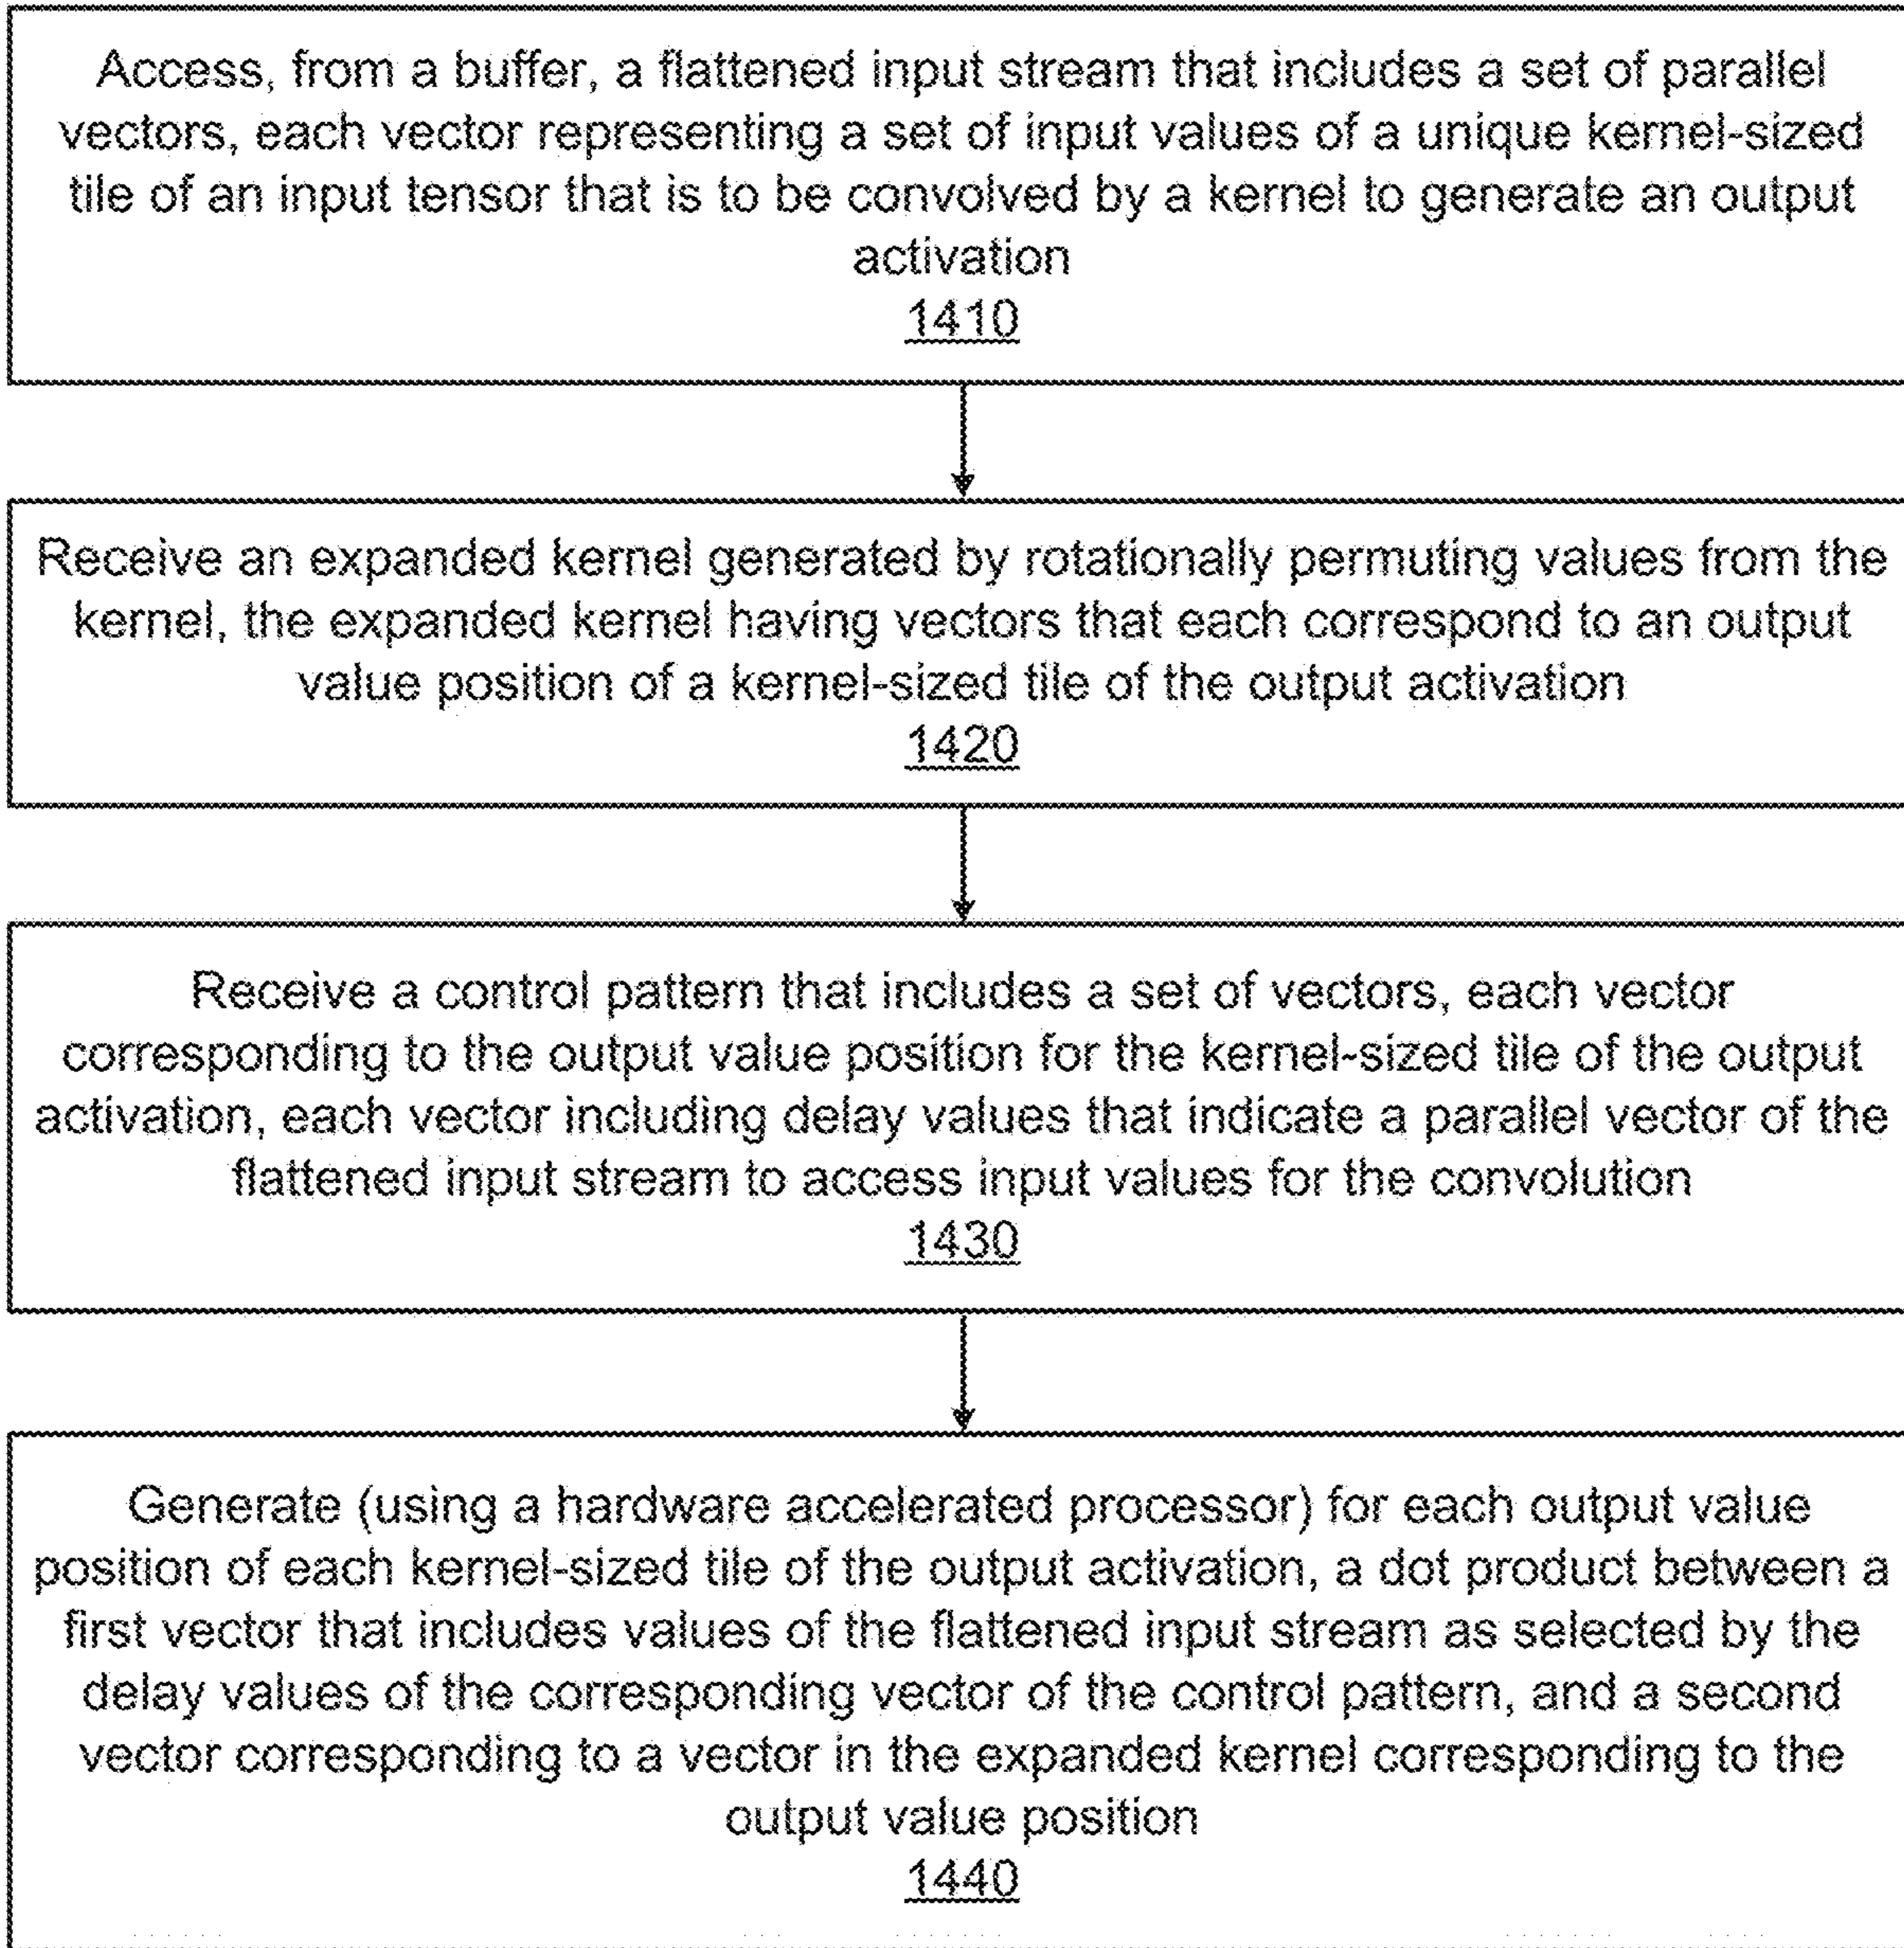 Access, from a buffer, a flattened input stream that includes a set of parallel
vectors, each vector representing a set of input values of a unique kernel-sized
tile of an input tensor that is to be convolved by a kernel to generate an output
activation
1410
Receive an expanded kernel generated by rotationally permuting values from the
kernel, the expanded kernel having vectors that each correspond to an output
value position of a kernel-sized tile of the output activation
1420
Receive a control pattern that includes a set of vectors, each vector
corresponding to the output value position for the kernel-sized tile of the output
activation, each vector including delay values that indicate a parallel vector of the
flattened input stream to access input values for the convolution
1430
Generate (using a hardware accelerated processor) for each output value
position of each kernel-sized tile of the output activation, a dot product between a
first vector that includes values of the flattened input stream as selected by the
delay values of the corresponding vector of the control pattern, and a second
vector corresponding to a vector in the expanded kernel corresponding to the
output value position
1440